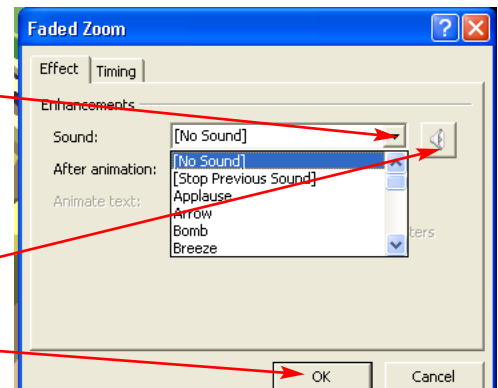 Faded Zoom
Effect Timing
Enhancements
Sound: [No Sound]
[No Sound]
After animation:
[Stop Previous Sound]
Applause
Animate text:
Arrow
Bomb
ters
Breeze
OK Cancel